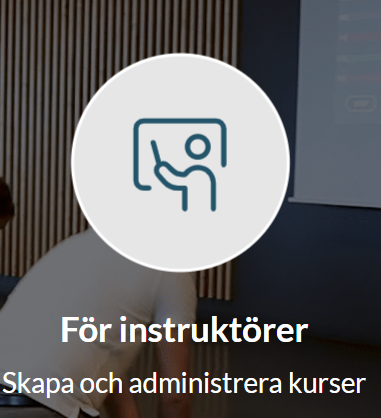 För instruktörer
Skapa och administrera kurser